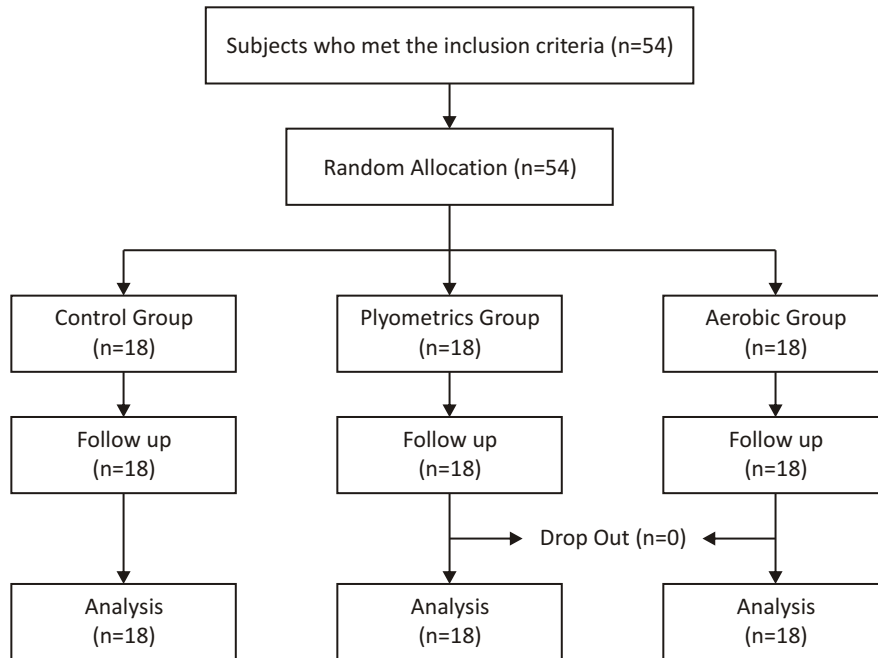 Subjects who met the inclusion criteria (n=54)
Random Allocation (n=54)
Control Group
(n=18)
Plyometrics Group
(n=18)
Aerobic Group
(n=18)
Follow up
(n=18)
Follow up
(n=18)
Follow up
(n=18)
Drop Out (n=0)
Analysis
(n=18)
Analysis
(n=18)
Analysis
(n=18)